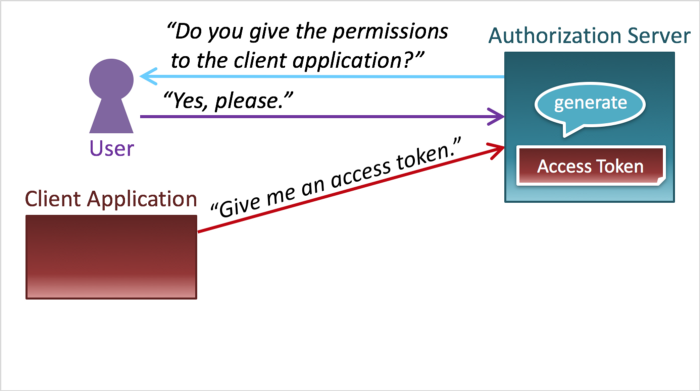 “Do you give the permissions
to the client application?”
Authorization Server
“Yes, please.”
generate
User
Access Token
“Give me an access token.”
Client Application